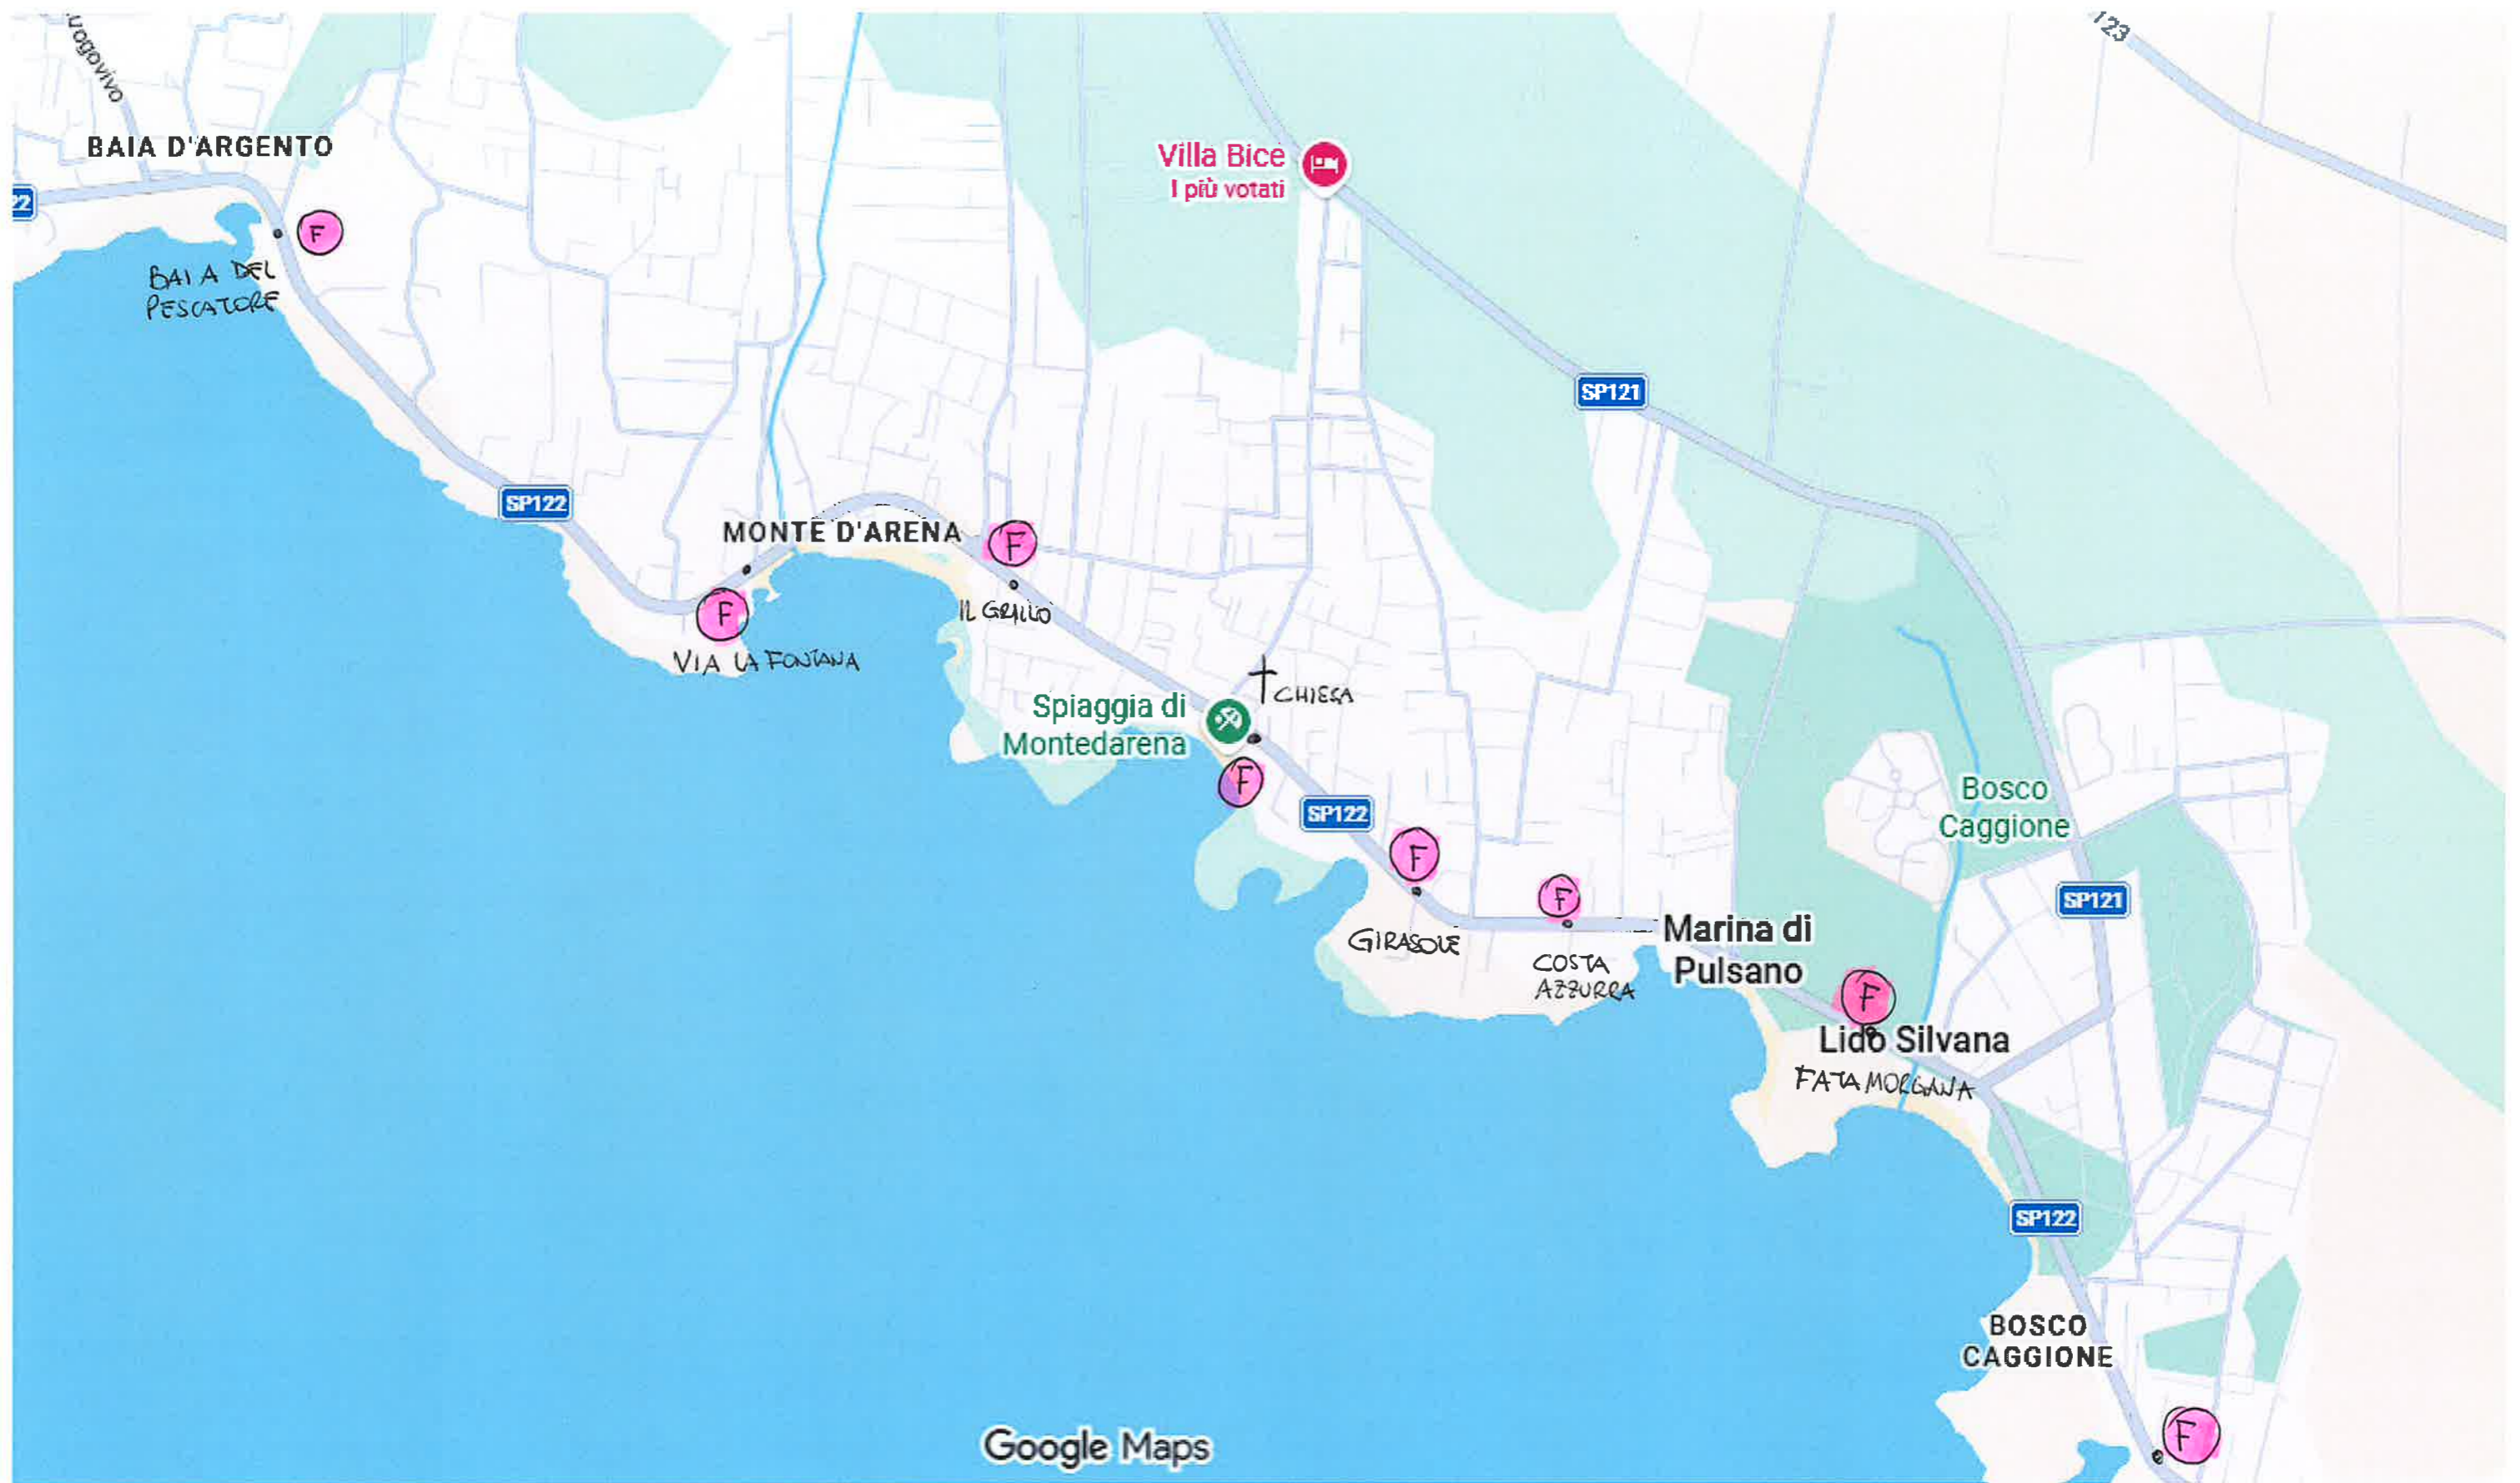 123
BAIA D'ARGENTO
22
F
BAIA DEL
PESCATORE
Villa Bice
I più votati
SP121
SP122
MONTE D'ARENA
F
IL GRILLO
F
VIA LA FONTANA
CHIESA
Spiaggia di
Montedarena
F
SP122
F
GIRASOLE
F
COSTA
AZZURRA
Bosco
Caggione
SP121
Marina di
Pulsano
F
Lido Silvana
FATA MORGANA
SP122
BOSCO
CAGGIONE
F
Google Maps